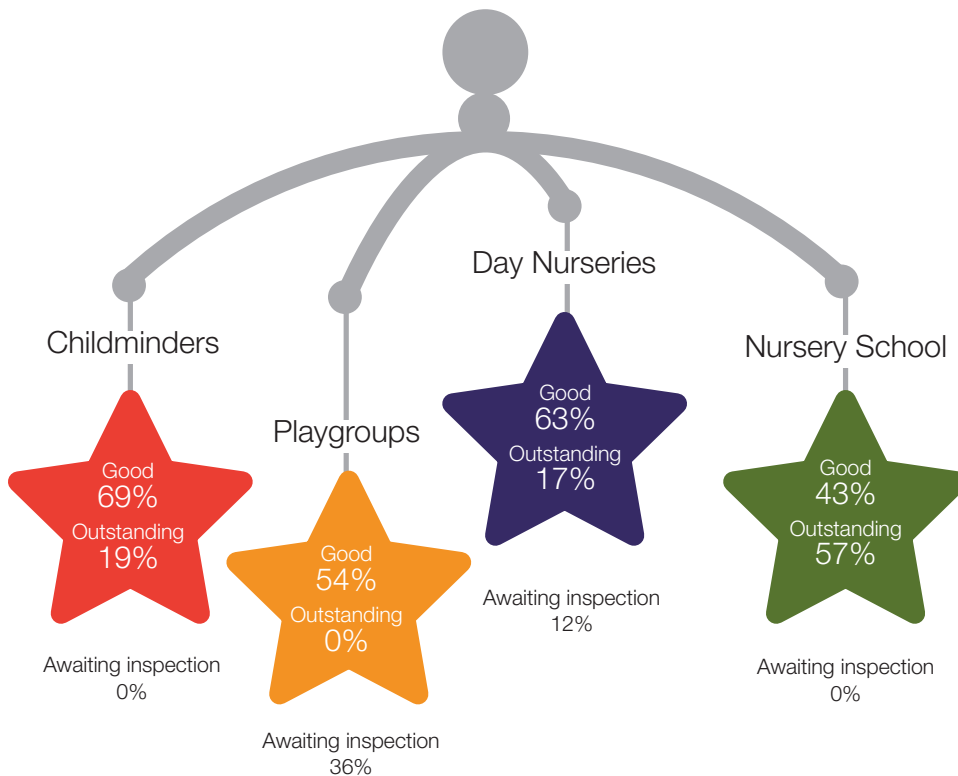 Childminders
Good
69%
Outstanding
19%
Awaiting inspection
0%
Playgroups
Good
54%
Outstanding
0%
Awaiting inspection
36%
Day Nurseries
Good
63%
Outstanding
17%
Awaiting inspection
12%
Nursery School
Good
43%
Outstanding
57%
Awaiting inspection
0%